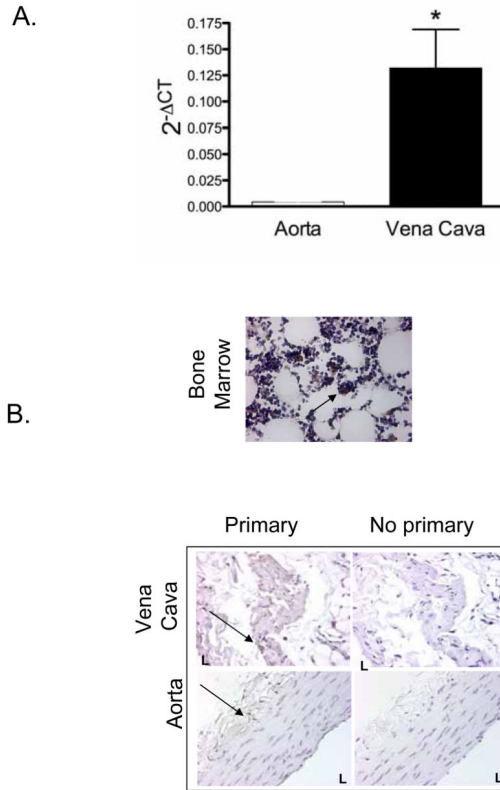 A.
0.175
0.150
0.125
0.100
0.075
0.050
0.025
0.000
2-ΔCT
*
Aorta
Vena Cava
B.
Bone
Marrow
Primary
No primary
Vena
Cava
L
L
Aorta
L
L